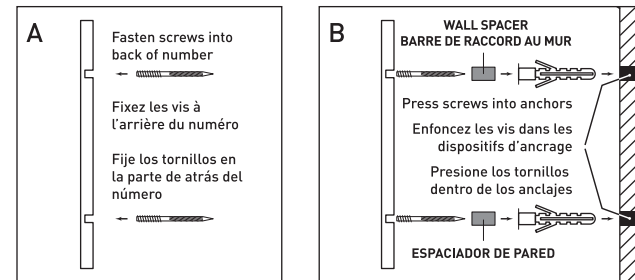 A
Fasten screws into
back of number
Fixez les vis à
l'arrière du numéro
Fije los tornillos en
la parte de atrás del
número
B
WALL SPACER
BARRE DE RACCORD AU MUR
Press screws into anchors
Enfoncez les vis dans les
dispositifs d'ancrage
Presione los tornillos
dentro de los anclajes
ESPACIADOR DE PARED